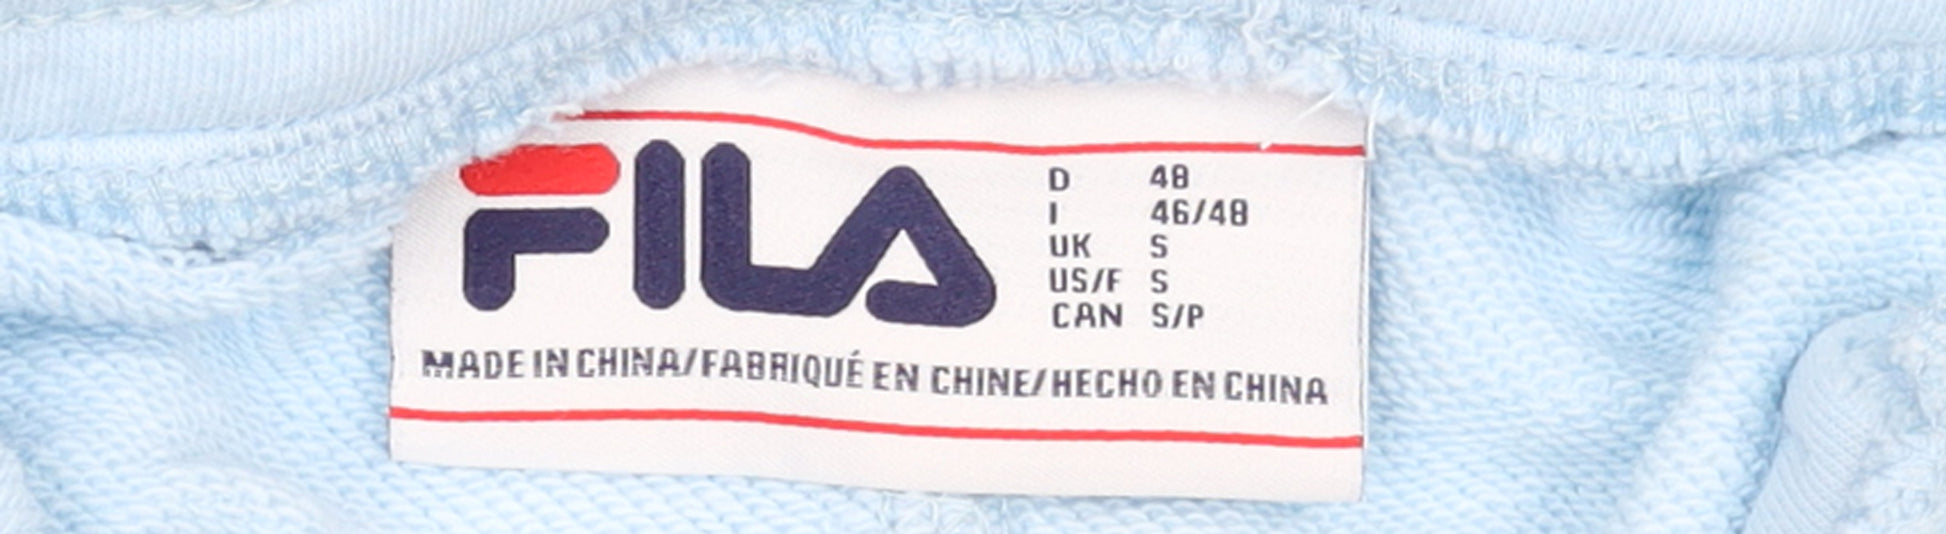 FILA
D 48
I 46/48
UK S
US/F S
CAN S/P
MADE IN CHINA/FABRIQUÉ EN CHINE/HECHO EN CHINA